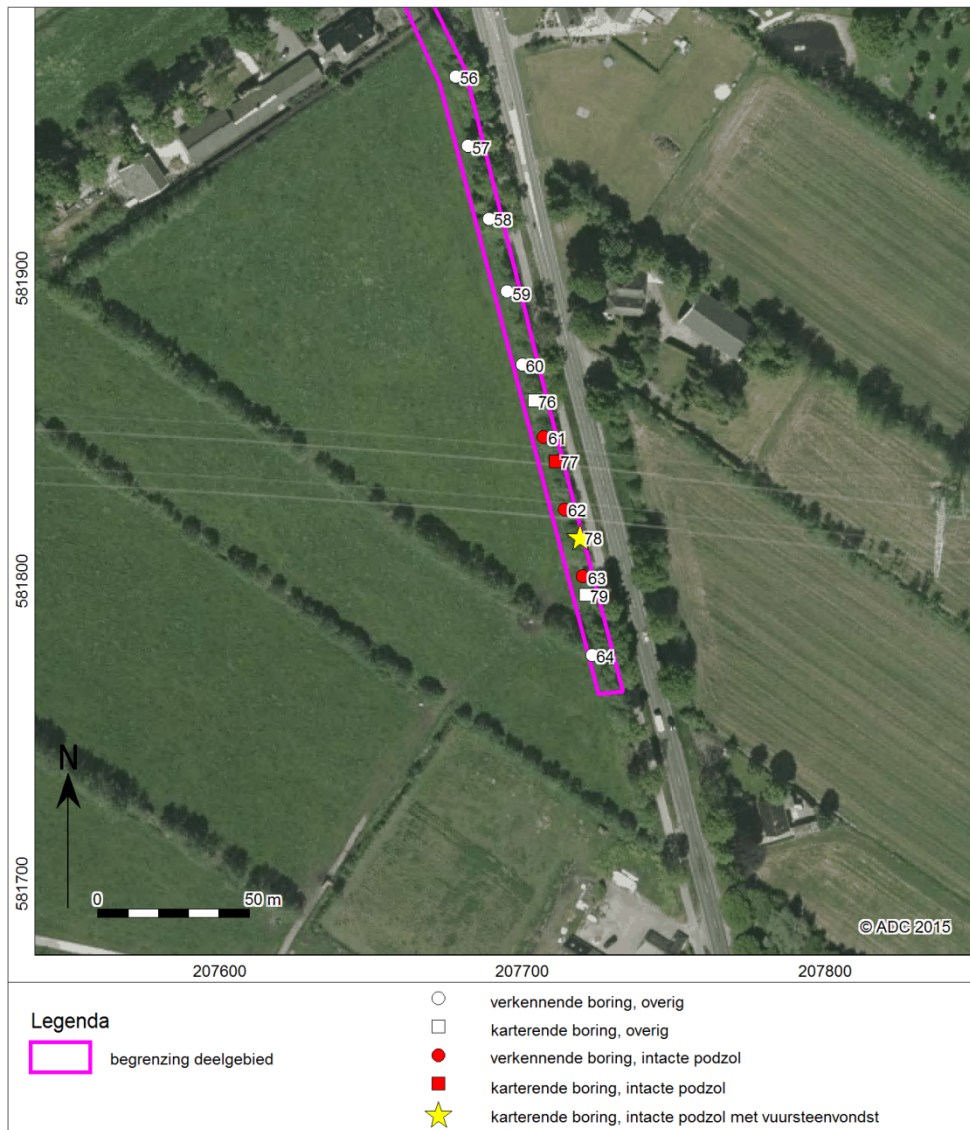 56
57
58
59
60
76
61
77
62
78
63
79
64
581900
581800
581700
N
0 50 m
© ADC 2015
207600 207700 207800
Legenda
begrenzing deelgebied
verkennende boring, overig
karterende boring, overig
verkennende boring, intacte podzol
karterende boring, intacte podzol
karterende boring, intacte podzol met vuursteenvondst